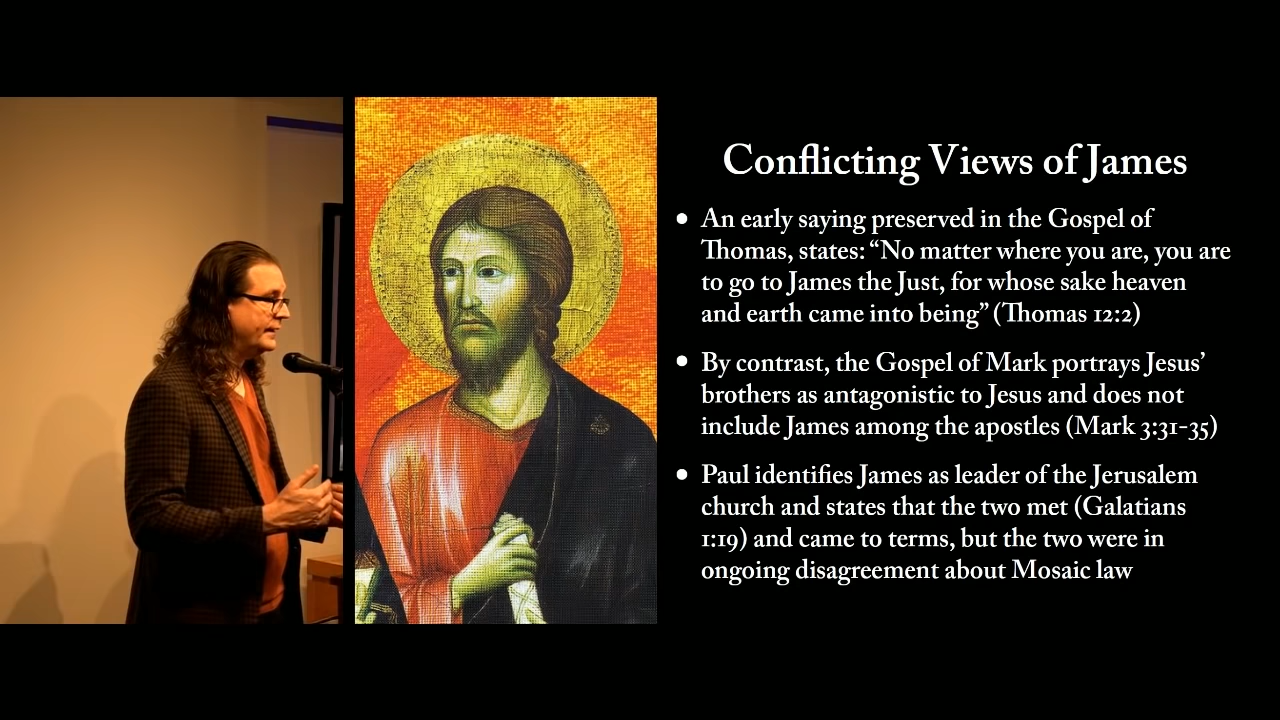 Conflicting Views of James
• An early saying preserved in the Gospel of
Thomas, states: “No matter where you are, you are
to go to James the Just, for whose sake heaven
and earth came into being” (Thomas 12:2)
• By contrast, the Gospel of Mark portrays Jesus’
brothers as antagonistic to Jesus and does not
include James among the apostles (Mark 3:31-35)
• Paul identifies James as leader of the Jerusalem
church and states that the two met (Galatians
1:19) and came to terms, but the two were in
ongoing disagreement about Mosaic law